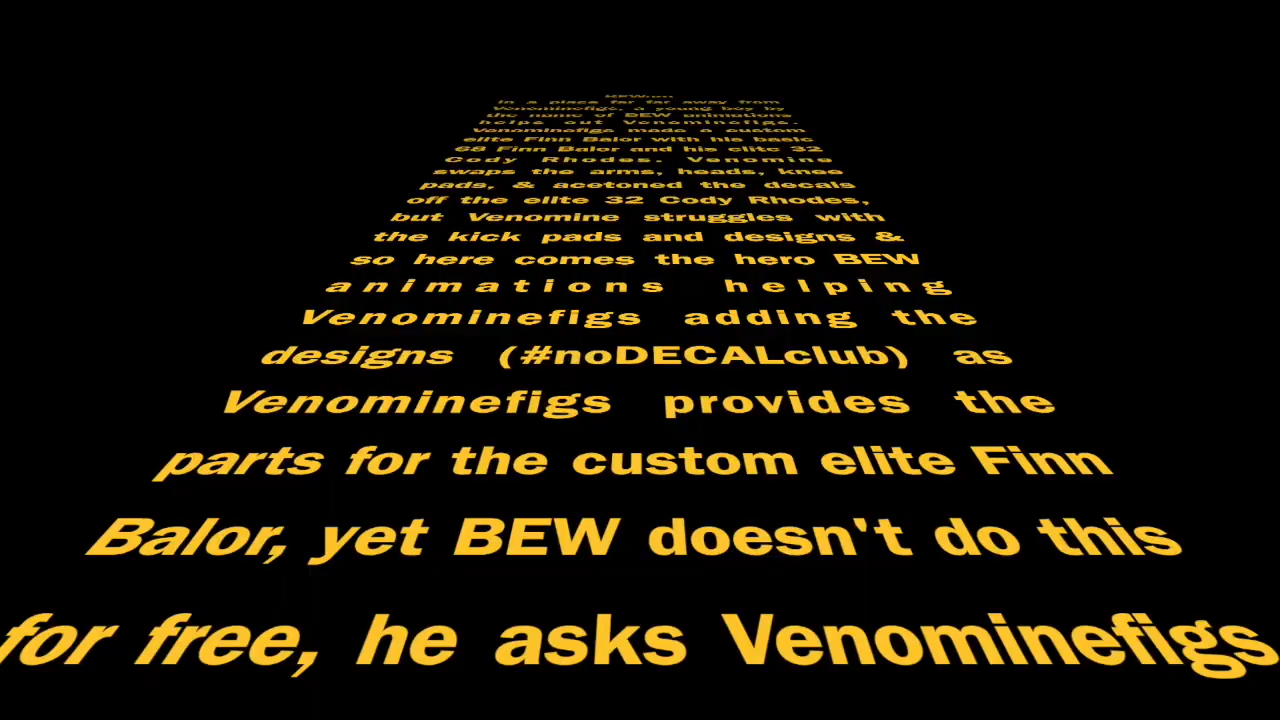 in a place far far away from
Venominefigs, a young boy by
the name of BEW animations
helps out Venominefigs.
Venominefigs made a custom
elite Finn Balor with his basic
68 Finn Balor and his elite 32
Cody Rhodes. Venomine
swaps the arms, heads, knee
pads, & acetoned the decals
off the elite 32 Cody Rhodes,
but Venomine struggles with
the kick pads and designs &
so here comes the hero BEW
animations helping
Venominefigs adding the
designs (#noDECALclub) as
Venominefigs provides the
parts for the custom elite Finn
Balor, yet BEW doesn't do this
for free, he asks Venominefigs